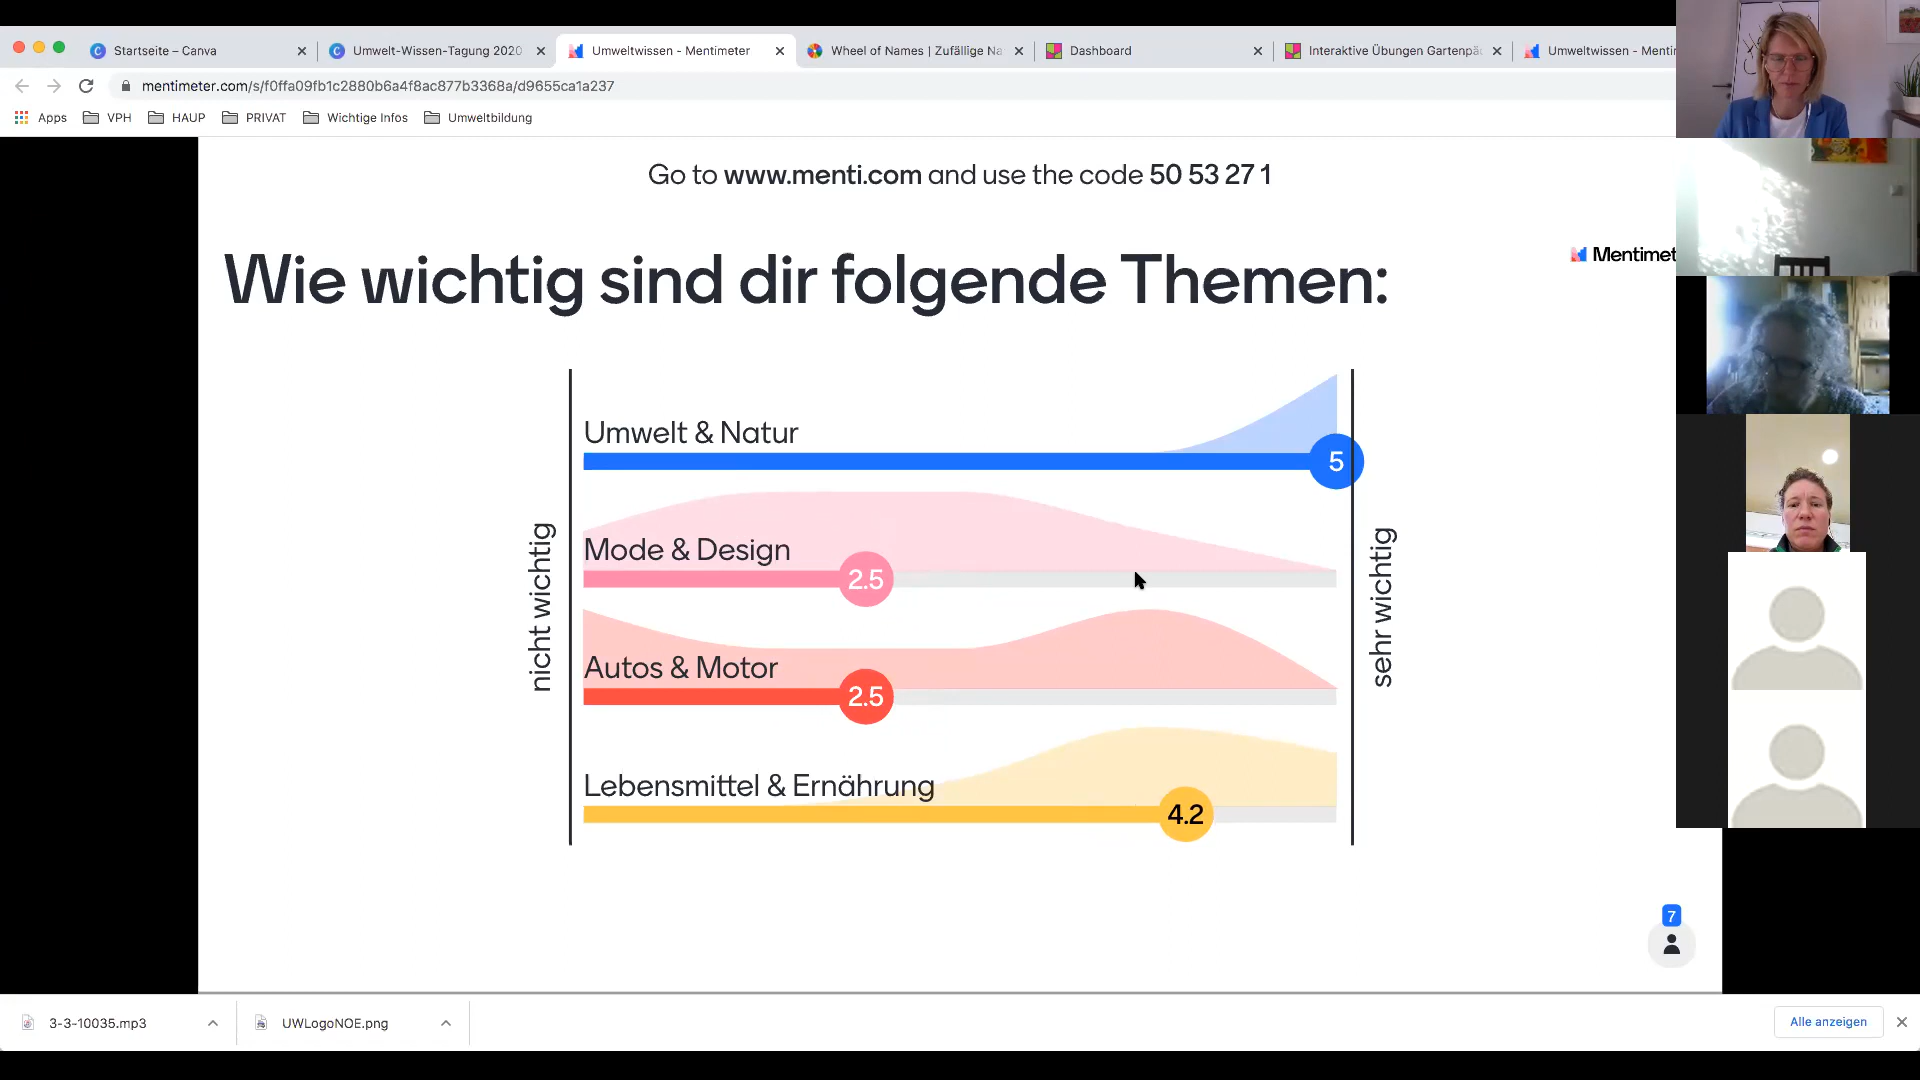 Startseite – Canva
Umwelt-Wissen-Tagung 2020
Umweltwissen - Mentimeter
Wheel of Names | Zufällige Na
Dashboard
Interaktive Übungen Gartenpä
Umweltwissen - Mentim
mentimeter.com/s/f0ffa09fb1c2880b6a4f8ac877b3368a/d9655ca1a237
Apps
VPH
HAUP
PRIVAT
Wichtige Infos
Umweltbildung
Go to www.menti.com and use the code 50 53 27 1
Mentimet
Wie wichtig sind dir folgende Themen:
nicht wichtig
Umwelt & Natur
5
Mode & Design
2.5
Autos & Motor
2.5
Lebensmittel & Ernährung
4.2
sehr wichtig
7
3-3-10035.mp3
UWLogoNOE.png
Alle anzeigen